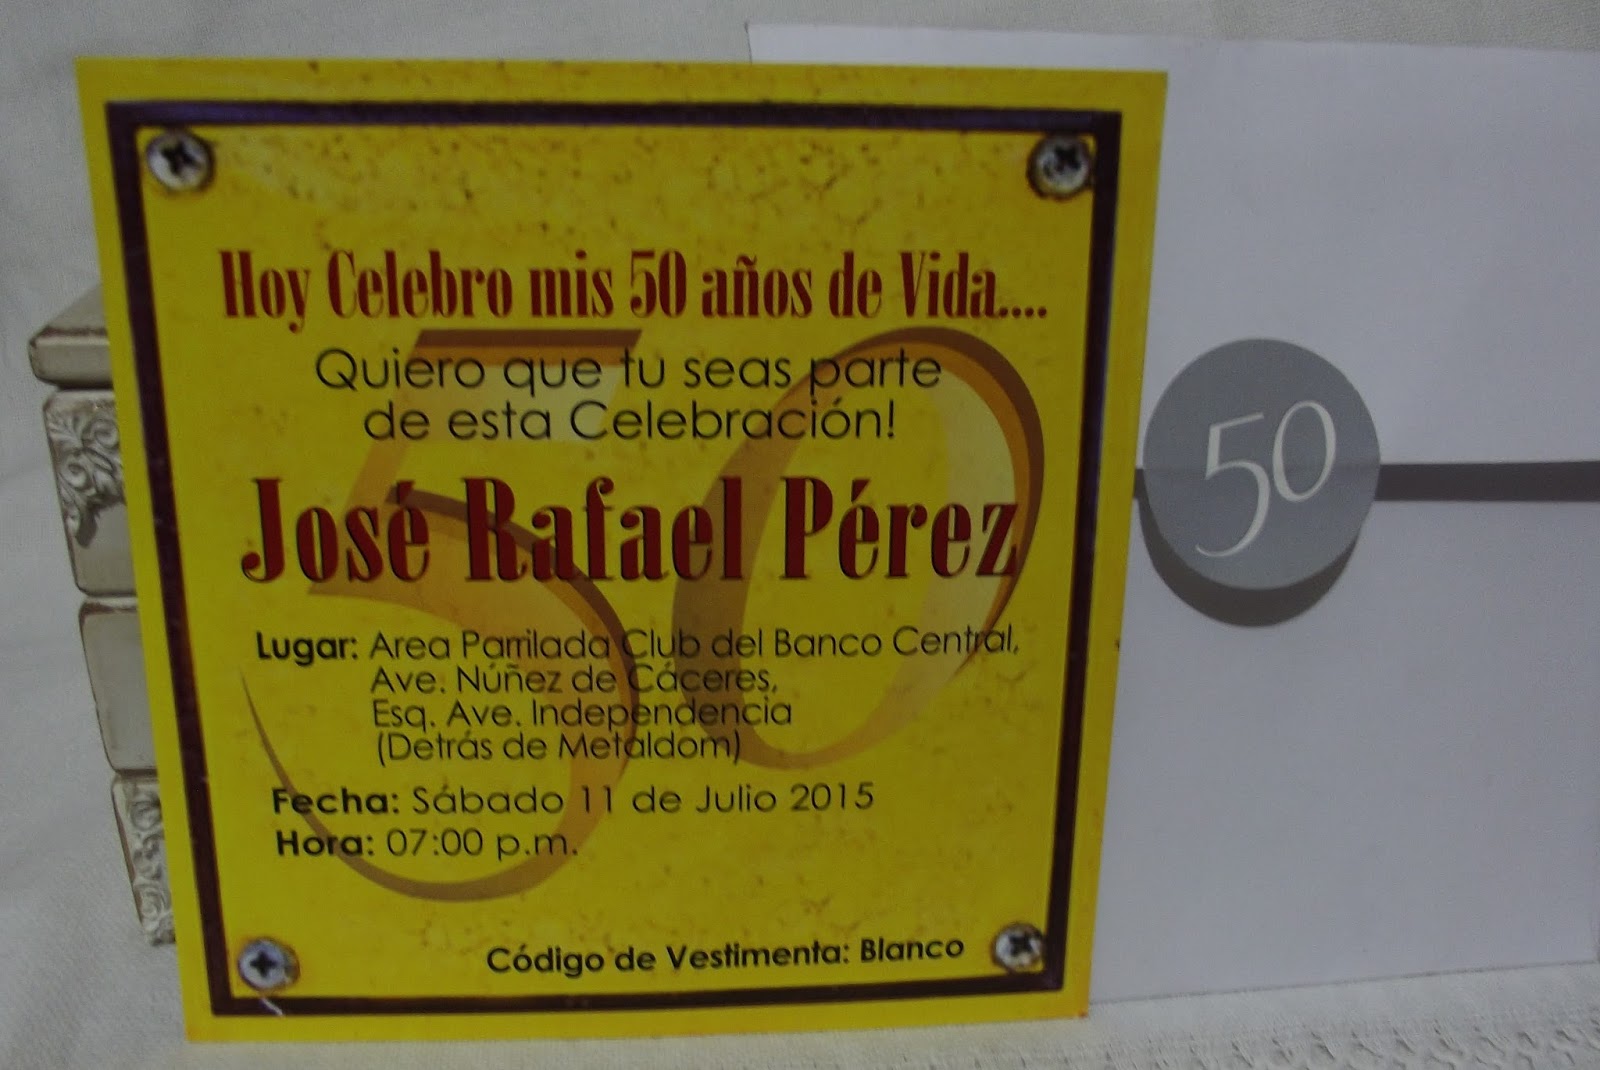 Hoy Celebro mis 50 años de Vida....
Quiero que tu seas parte
de esta Celebración!
José Rafael Pérez
Lugar: Area Parrilada Club del Banco Central,
Ave. Núñez de Cáceres,
Esq. Ave. Independencia
(Detrás de Metaldom)
Fecha: Sábado 11 de Julio 2015
Hora: 07:00 p.m.
Código de Vestimenta: Blanco
50
50